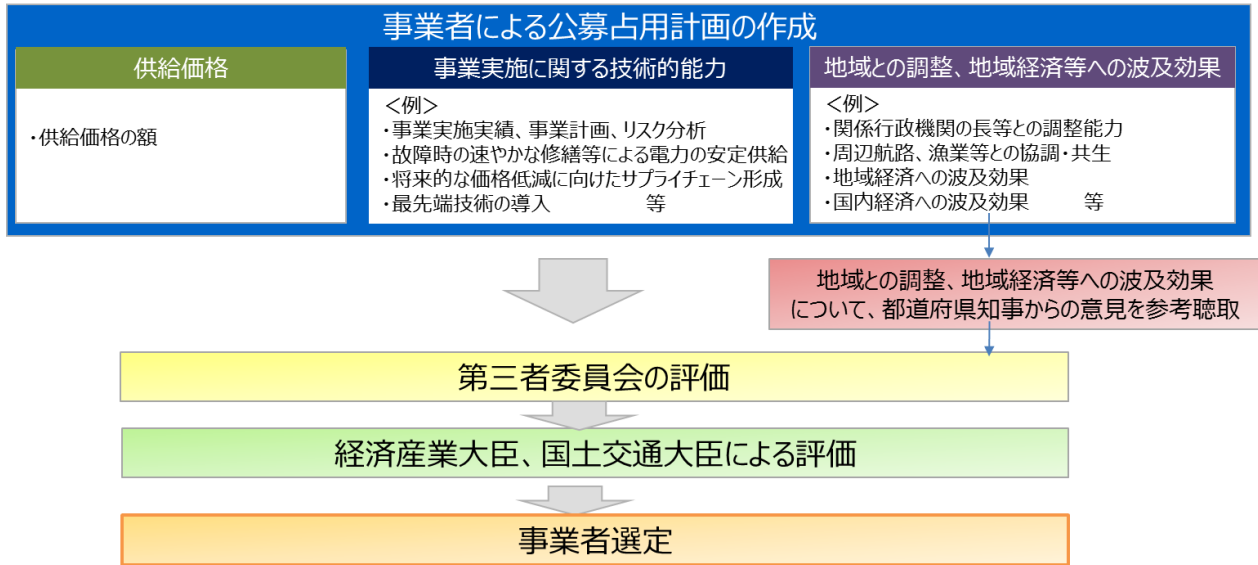 事業者による公募占用計画の作成
供給価格
・供給価格の額
事業実施に関する技術的能力
<例>
・事業実施実績、事業計画、リスク分析
・故障時の速やかな修繕等による電力の安定供給
・将来的な価格低減に向けたサプライチェーン形成
・最先端技術の導入 等
地域との調整、地域経済等への波及効果
<例>
・関係行政機関の長等との調整能力
・周辺航路、漁業等との協調・共生
・地域経済への波及効果
・国内経済への波及効果 等
地域との調整、地域経済等への波及効果
について、都道府県知事からの意見を参考聴取
第三者委員会の評価
経済産業大臣、国土交通大臣による評価
事業者選定